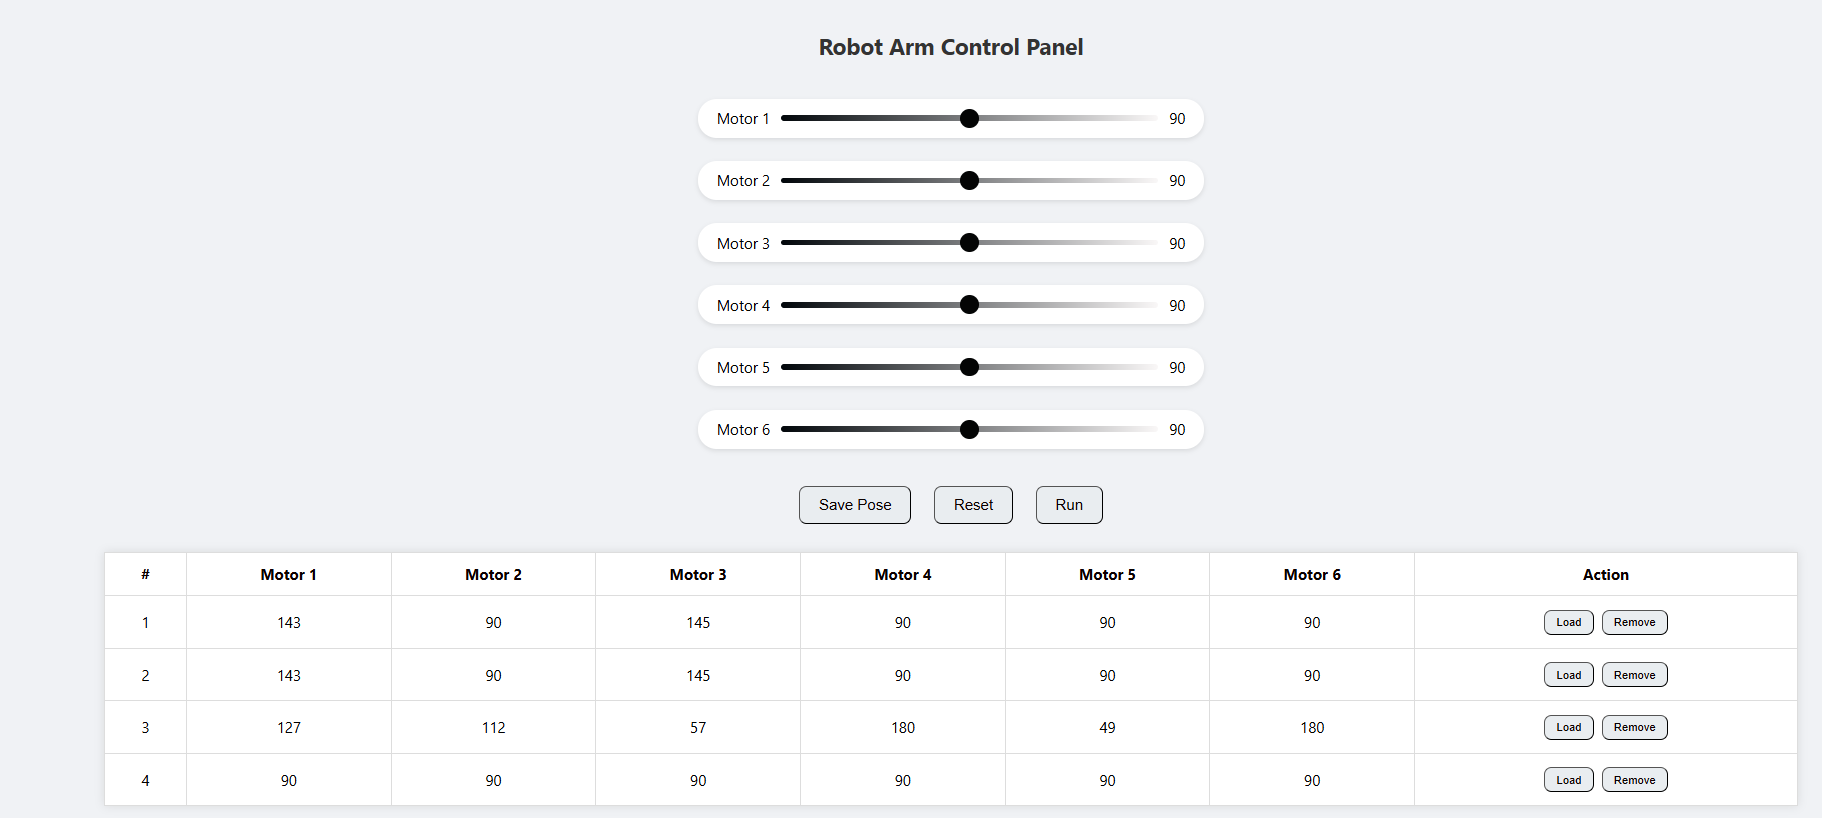 Robot Arm Control Panel
Motor 1 90
Motor 2 90
Motor 3 90
Motor 4 90
Motor 5 90
Motor 6 90
Save Pose Reset Run
# Motor 1 Motor 2 Motor 3 Motor 4 Motor 5 Motor 6 Action
1 143 90 145 90 90 90 Load Remove
2 143 90 145 90 90 90 Load Remove
3 127 112 57 180 49 180 Load Remove
4 90 90 90 90 90 90 Load Remove